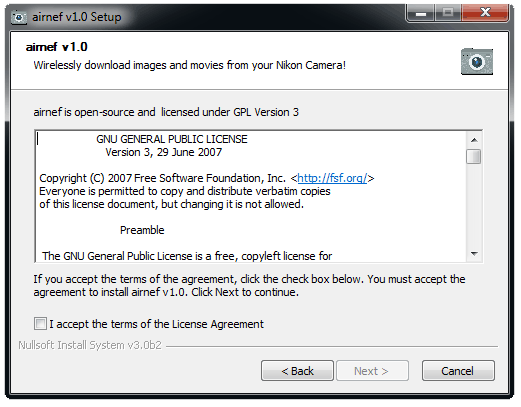 airnef v1.0 Setup
airnef v1.0
Wirelessly download images and movies from your Nikon Camera!
airnef is open-source and  licensed under GPL Version 3
GNU GENERAL PUBLIC LICENSE
Version 3, 29 June 2007
Copyright (C) 2007 Free Software Foundation, Inc. <http://fsf.org/>
Everyone is permitted to copy and distribute verbatim copies
of this license document, but changing it is not allowed.
Preamble
The GNU General Public License is a free, copyleft license for
If you accept the terms of the agreement, click the check box below. You must accept the
agreement to install airnef v1.0. Click Next to continue.
I accept the terms of the License Agreement
Nullsoft Install System v3.0b2
< Back Next > Cancel